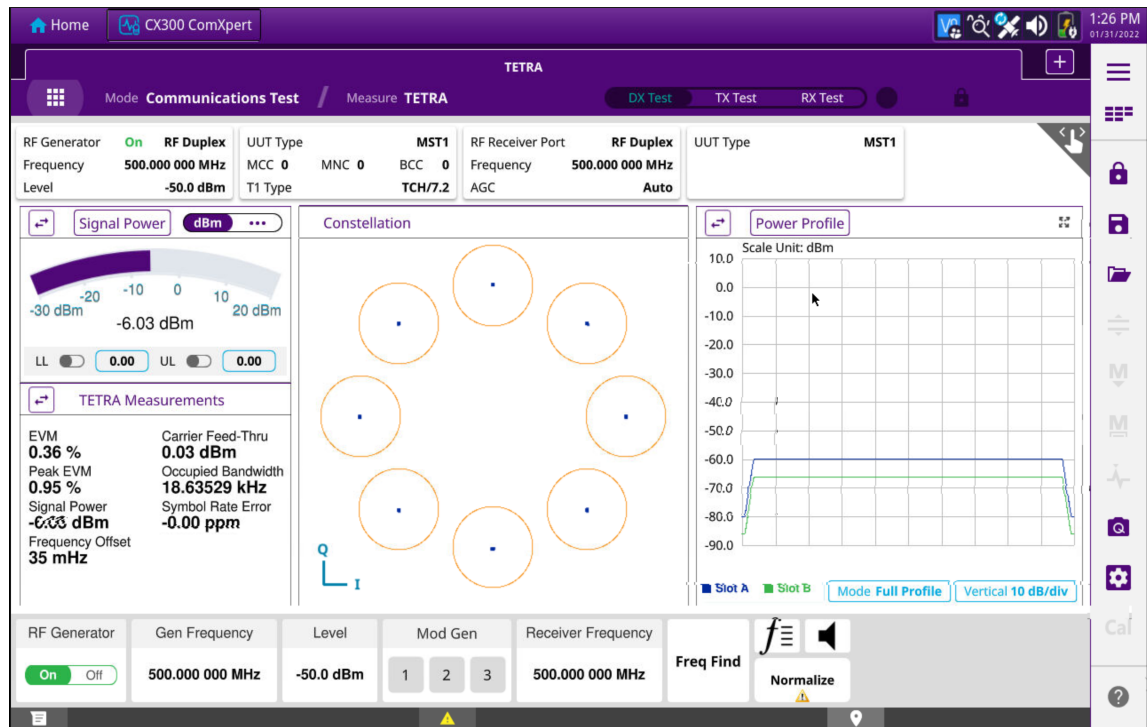 Home
CX300 ComXpert
1:26 PM
01/31/2022
TETRA
+
Mode Communications Test / Measure TETRA
DX Test TX Test RX Test
RF Generator On RF Duplex
Frequency 500.000 000 MHz
Level -50.0 dBm
UUT Type MST1
MCC 0 MNC 0 BCC 0
T1 Type TCH/7.2
RF Receiver Port RF Duplex
Frequency 500.000 000 MHz
AGC Auto
UUT Type MST1
Signal Power dBm •••
-30 dBm -20 -10 0 10 20 dBm
-6.03 dBm
LL 0.00 UL 0.00
TETRA Measurements
EVM
0.36 %
Carrier Feed-Thru
0.03 dBm
Peak EVM
0.95 %
Occupied Bandwidth
18.63529 kHz
Signal Power
dBm
Symbol Rate Error
-0.00 ppm
Frequency Offset
35 mHz
Constellation
Q
I
Power Profile
Scale Unit: dBm
10.0
0.0
-10.0
-20.0
-30.0
-40.0
-50.0
-60.0
-70.0
-80.0
-90.0
Slot A Slot B
Mode Full Profile
Vertical 10 dB/div
M
M
Cal
?
RF Generator
On Off
Gen Frequency
500.000 000 MHz
Level
-50.0 dBm
Mod Gen
1 2 3
Receiver Frequency
500.000 000 MHz
Freq Find
f
Normalize